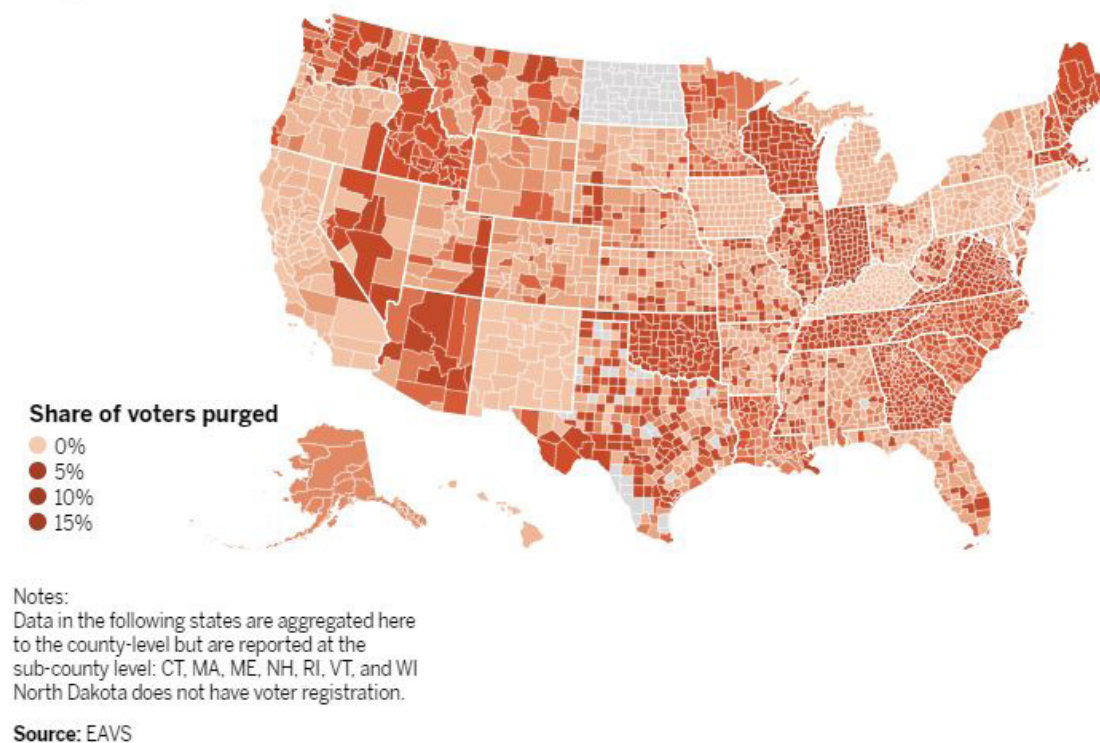 Share of voters purged
0%
5%
10%
15%
Notes:
Data in the following states are aggregated here
to the county-level but are reported at the
sub-county level: CT, MA, ME, NH, RI, VT, and WI
North Dakota does not have voter registration.
Source: EAVS